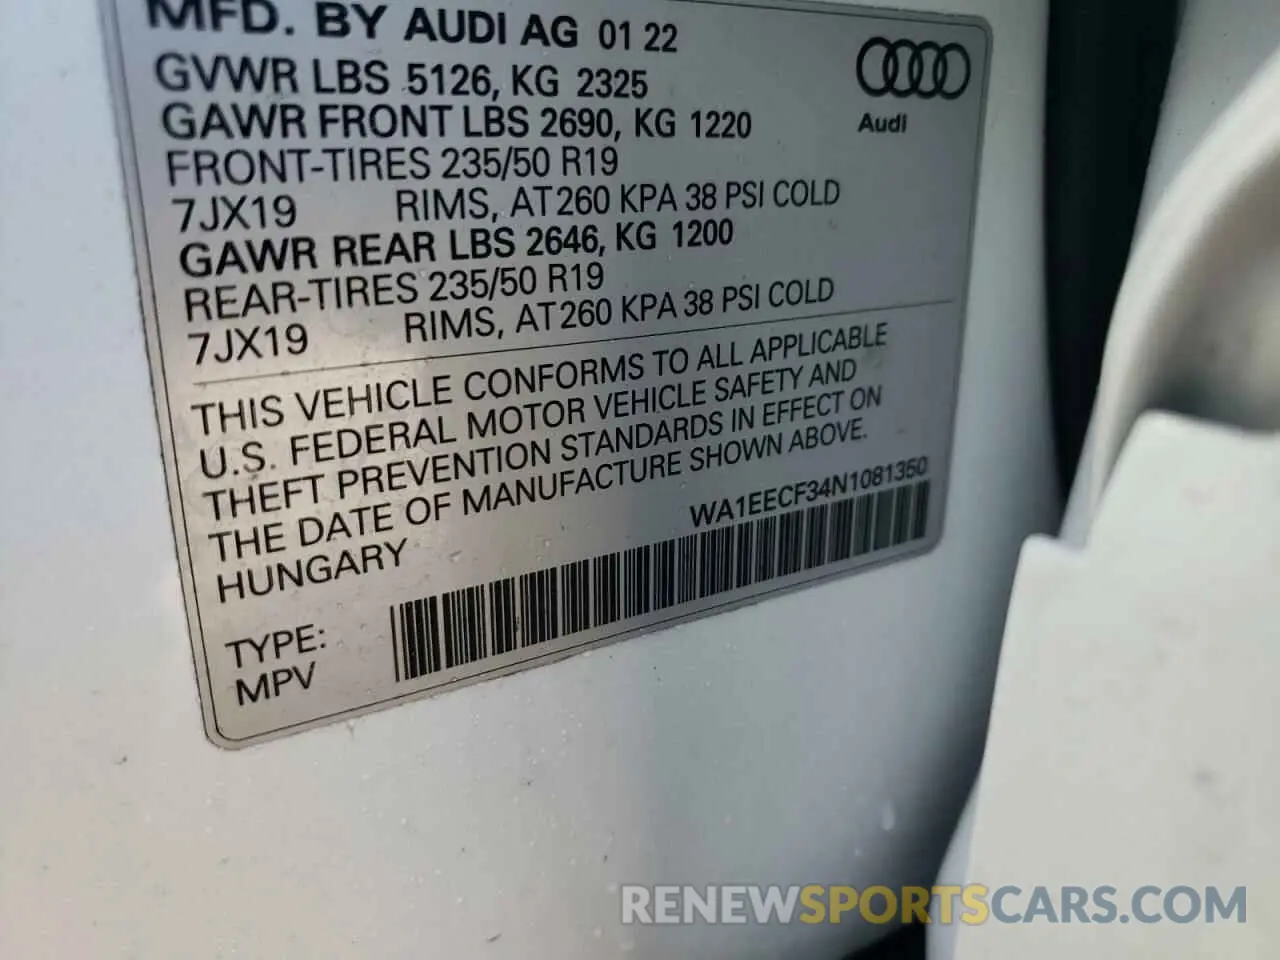 MFD. BY AUDI AG 01 22
GVWR LBS 5126, KG 2325
GAWR FRONT LBS 2690, KG 1220
FRONT-TIRES 235/50 R19
7JX19 RIMS, AT 260 KPA 38 PSI COLD
GAWR REAR LBS 2646, KG 1200
REAR-TIRES 235/50 R19
7JX19 RIMS, AT 260 KPA 38 PSI COLD
Audi
THIS VEHICLE CONFORMS TO ALL APPLICABLE
U.S. FEDERAL MOTOR VEHICLE SAFETY AND
THEFT PREVENTION STANDARDS IN EFFECT ON
THE DATE OF MANUFACTURE SHOWN ABOVE.
HUNGARY
WA1EECF34N1081350
TYPE:
MPV
RENEWSPORTSCARS.COM